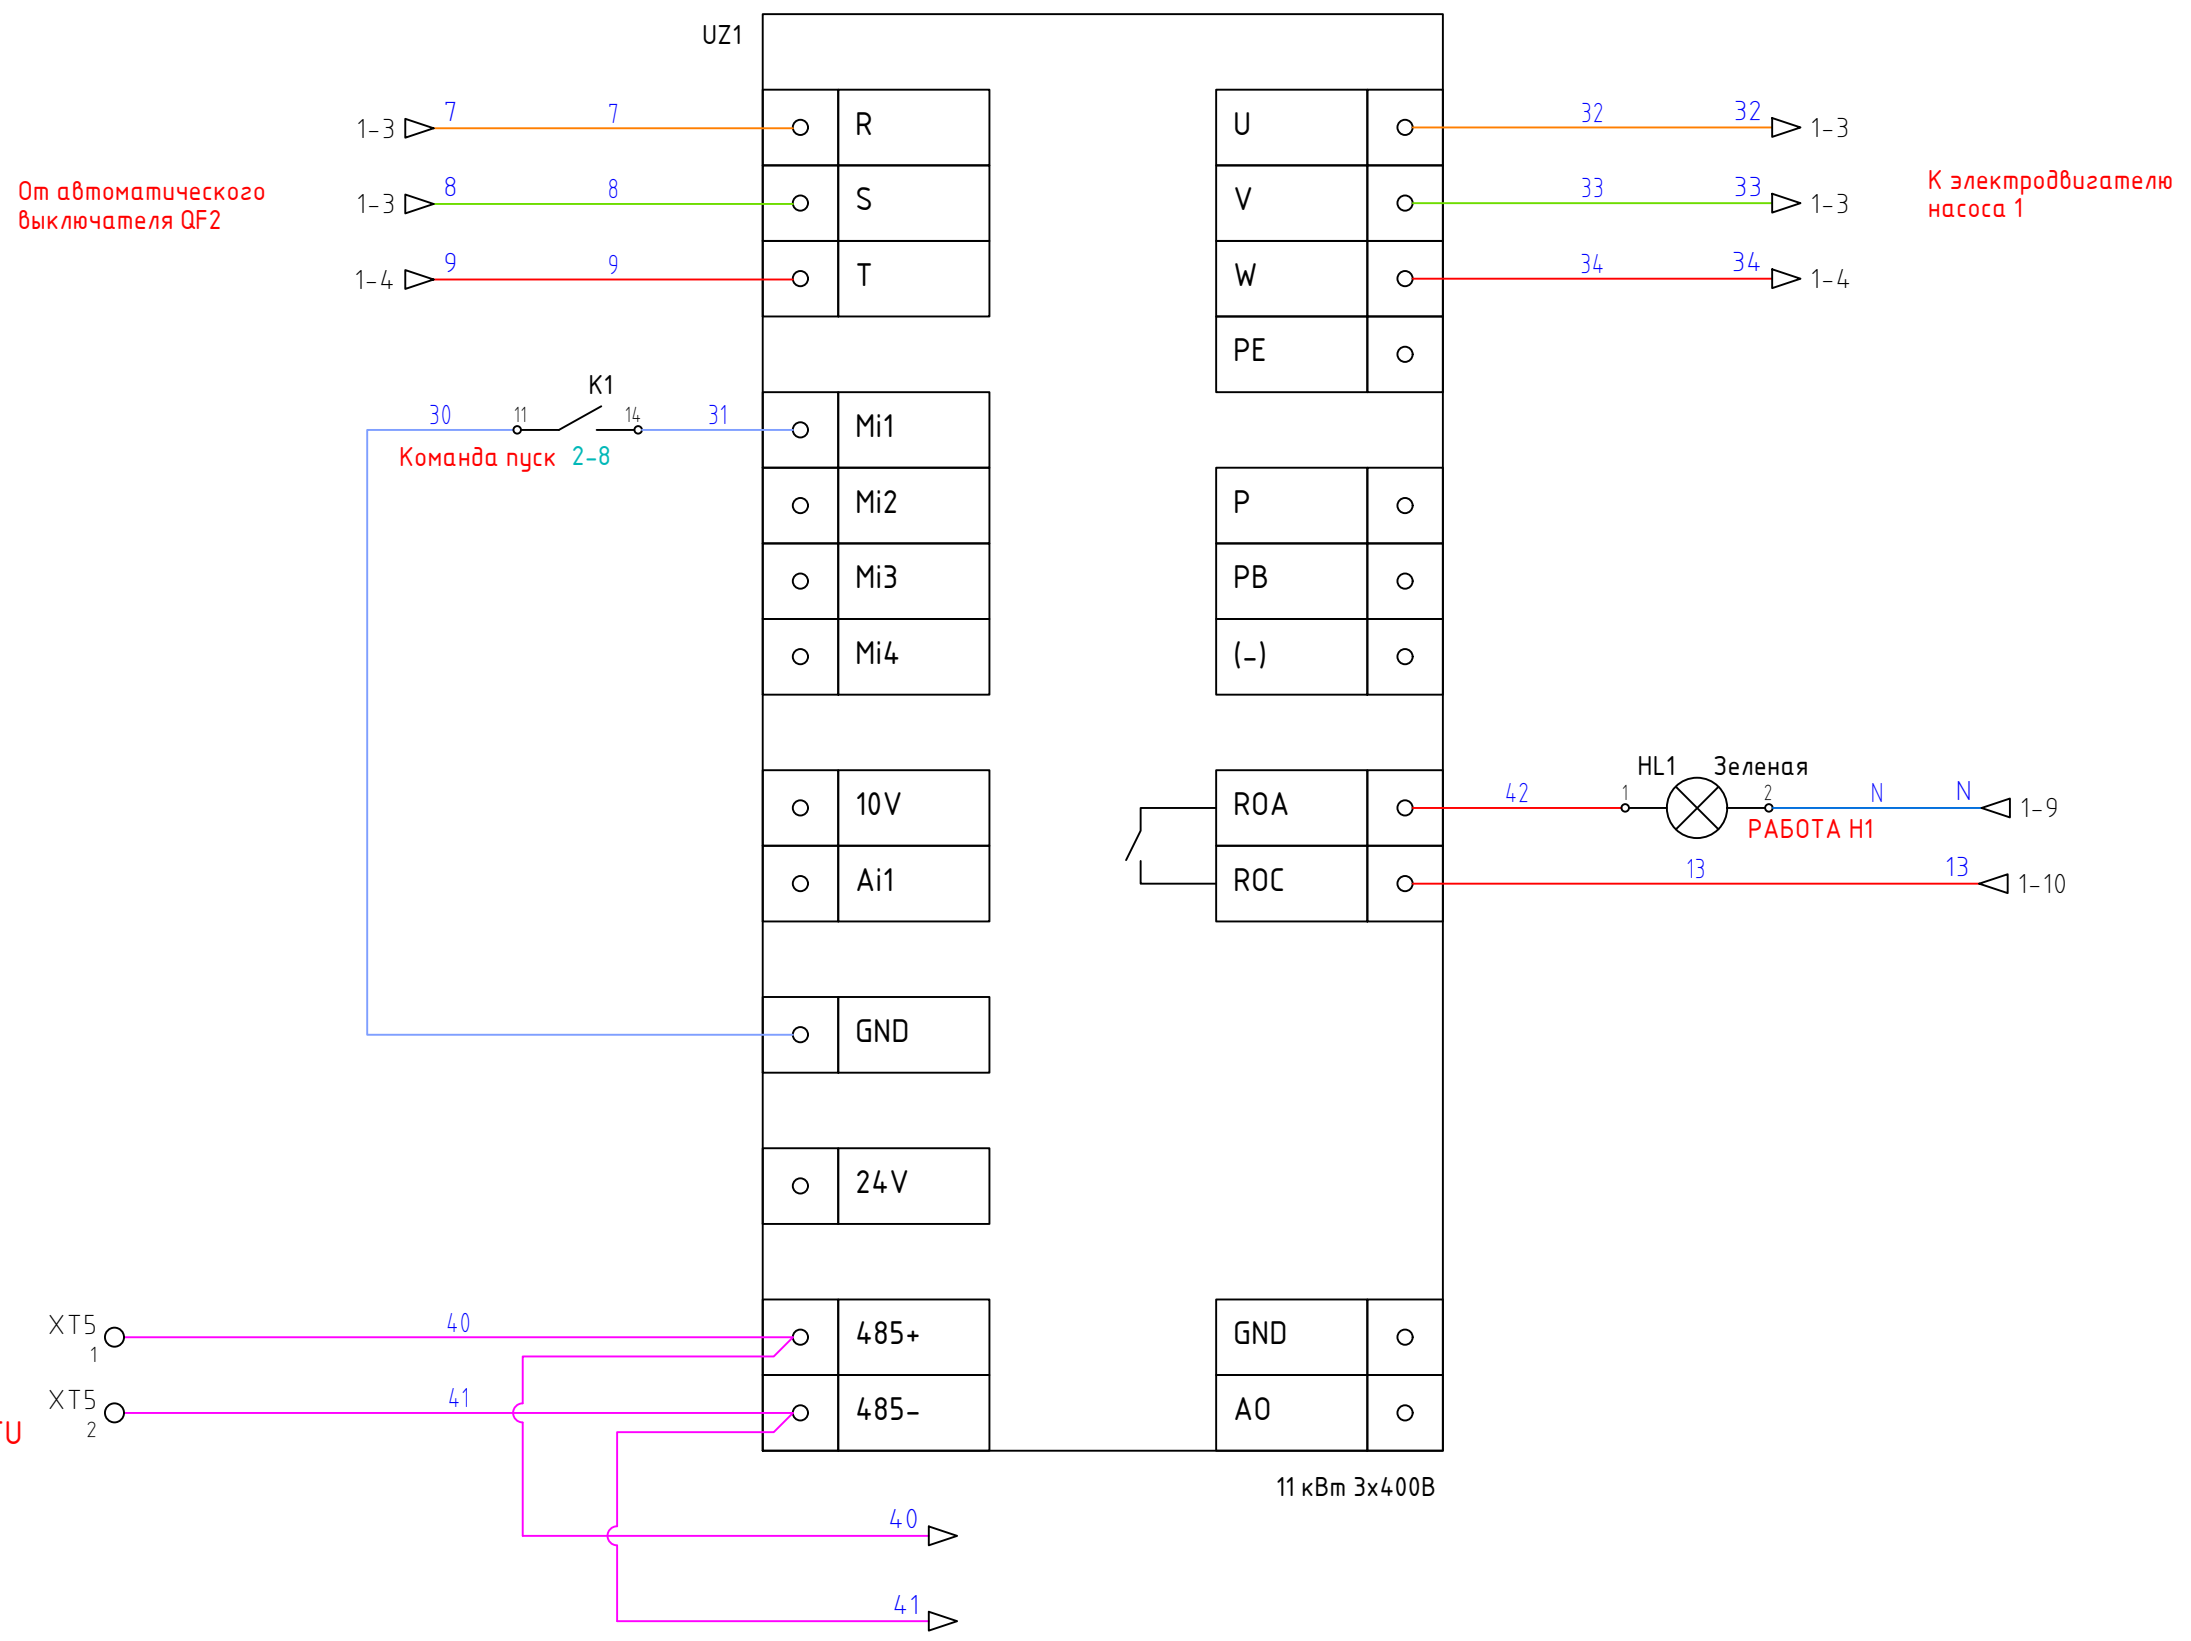 UZ1
1-3 7 7 R
1-3 8 8 S
1-4 9 9 T
От автоматического
выключателя QF2
U 32 32 1-3
V 33 33 1-3
W 34 34 1-4
PE
К электродвигателю
насоса 1
K1
30 11 14 31 Mi1
Команда пуск 2-8
Mi2
Mi3
Mi4
P
PB
(-)
10V
Ai1
HL1 Зеленая
ROA 42 1 2 N N 1-9
РАБОТА Н1
ROC 13 13 1-10
GND
24V
XT5 40 485+
1
XT5 41 485-
2
TU
GND
AO
11 кВт 3х400В
40
41